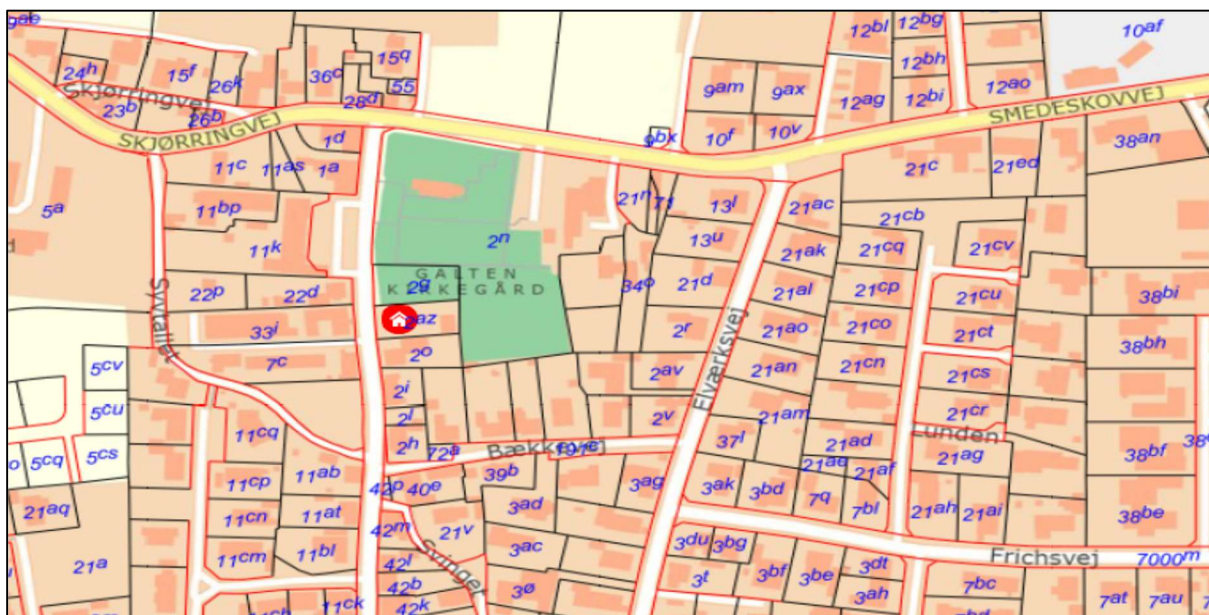 9ae
24h
15f
26k
36c
15q
55
28d
Skjørringvej
23b
26b
SKJØRRINGVEJ
12bl
12bg
12bh
10af
9am
9ax
12ag
12bi
12ao
SMEDESKOVVEJ
9bx
10f
10v
38an
1d
11c
11as
1a
21c
21ed
5a
11bp
21n
71
13l
21ac
21cb
11k
2n
13u
21ak
21cq
21cv
GALTEN
KIRKEGÅRD
22p
22d
2g
34o
21d
21al
21cp
21cu
38bi
Syvtallet
33i
2az
2r
21ao
21co
21ct
38bh
5cv
7c
2o
2av
Elværksvej
21an
21cn
21cs
5cu
2i
2l
2v
21am
21cr
11cq
2h
72a
Bækkevej
37l
21ad
Lunden
5cq
5cs
11cp
11ab
42p
40e
39b
3ag
3ak
3bd
7q
7bl
21af
21ag
38bf
21aq
11cn
11at
42m
21v
3ad
21ah
21ai
38be
21a
11cm
11bl
42l
Svinget
3ac
3du
3bg
Frichsvej
7000m
42b
3ø
3t
3bf
3be
3dt
7bc
11ck
42k
3ah
7at
7au